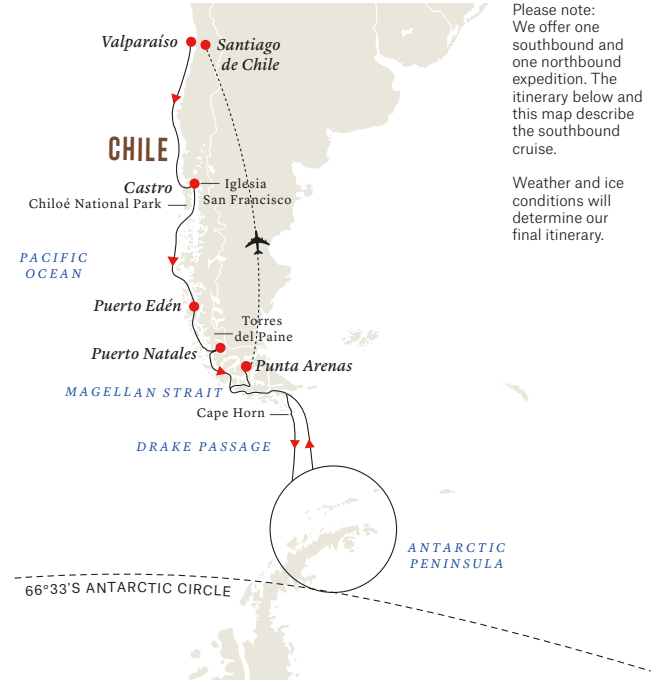 Please note:
We offer one
southbound and
one northbound
expedition. The
itinerary below and
this map describe
the southbound
cruise.
Weather and ice
conditions will
determine our
final itinerary.
Valparaíso
Santiago
de Chile
CHILE
Castro
Iglesia
San Francisco
Chiloé National Park
PACIFIC
OCEAN
Puerto Edén
Torres
del Paine
Puerto Natales
Punta Arenas
MAGELLAN STRAIT
Cape Horn
DRAKE PASSAGE
ANTARCTIC
PENINSULA
66°33'S ANTARCTIC CIRCLE